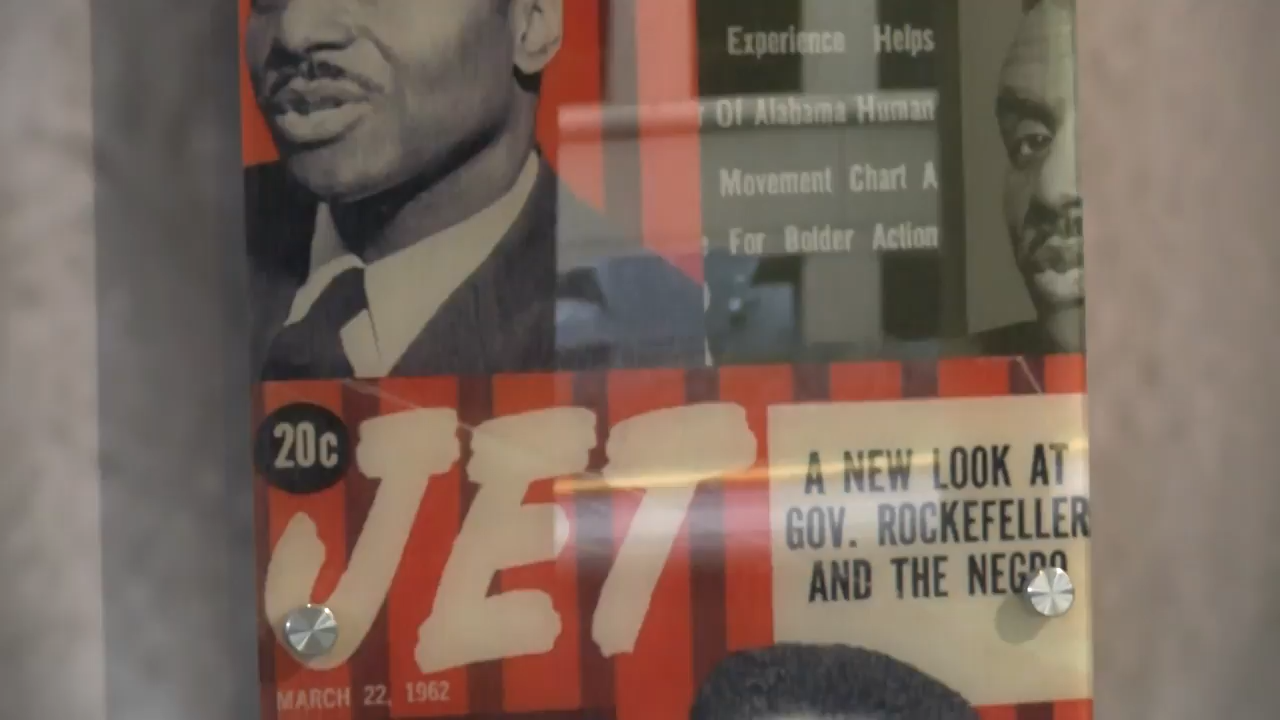 Experience Helps
Of Alabama Human
Movement Chart A
For Bolder Action
20c
JET
A NEW LOOK AT
GOV. ROCKEFELLER
AND THE NEGRO
MARCH 22, 1962